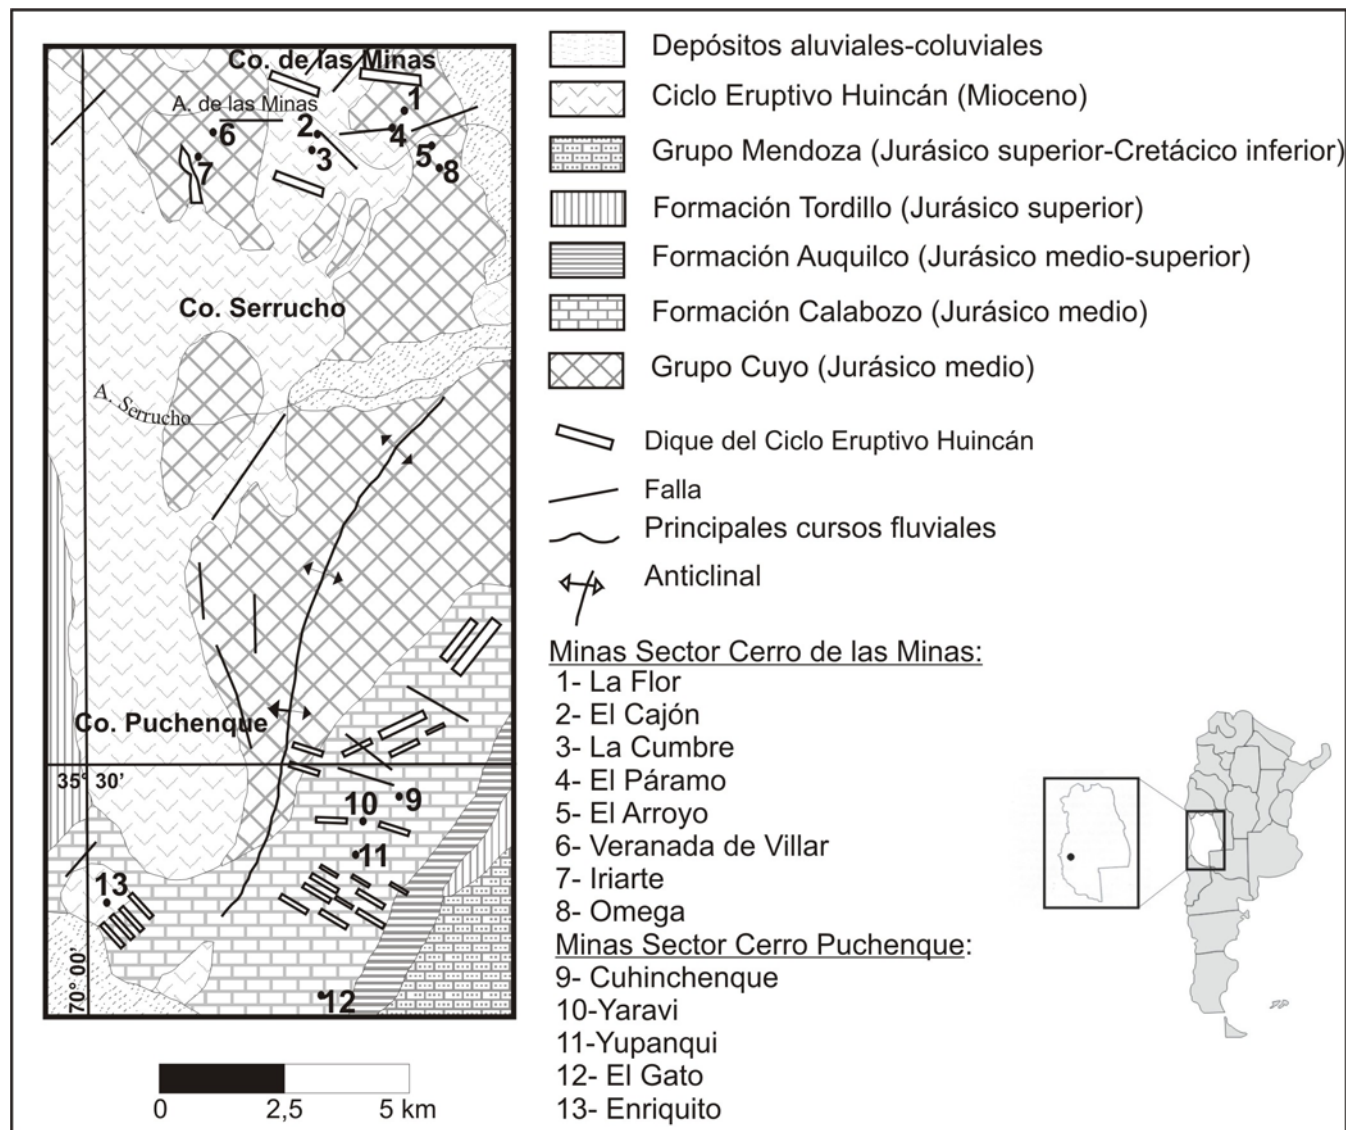 Co. de las Minas
A. de las Minas
1
2
3
4
5
6
7
8
Co. Serrucho
A. Serrucho
Co. Puchenque
35° 30’
9
10
11
13
12
70° 00’
0 2,5 5 km
Depósitos aluviales-coluviales
Ciclo Eruptivo Huincán (Mioceno)
Grupo Mendoza (Jurásico superior-Cretácico inferior)
Formación Tordillo (Jurásico superior)
Formación Auquilco (Jurásico medio-superior)
Formación Calabozo (Jurásico medio)
Grupo Cuyo (Jurásico medio)
Dique del Ciclo Eruptivo Huincán
Falla
Principales cursos fluviales
Anticlinal
Minas Sector Cerro de las Minas:
1- La Flor
2- El Cajón
3- La Cumbre
4- El Páramo
5- El Arroyo
6- Veranada de Villar
7- Iriarte
8- Omega
Minas Sector Cerro Puchenque:
9- Cuhinchenque
10-Yaravi
11-Yupanqui
12- El Gato
13- Enriquito